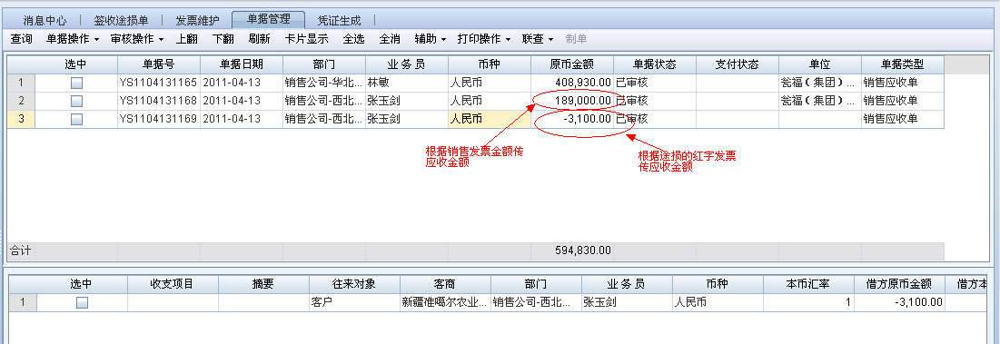 消息中心 签收途损单 发票维护 单据管理 凭证生成
查询 单据操作 审核操作 上翻 下翻 刷新 卡片显示 全选 全消 辅助 打印操作 联查 制单
选中 单据号 单据日期 部门 业 务 员 币种 原币金额 单据状态 支付状态 单位 单据类型
1 YS1104131165 2011-04-13 销售公司-华北... 林敏 人民币 408,930.00 已审核 瓮福（集团）... 销售应收单
2 YS1104131168 2011-04-13 销售公司-西北... 张玉剑 人民币 189,000.00 已审核 瓮福（集团）... 销售应收单
3 YS1104131169 2011-04-13 销售公司-西北... 张玉剑 人民币 -3,100.00 已审核 销售应收单
根据销售发票金额传
应收金额
根据途损的红字发票
传应收金额
合计 594,830.00
选中 收支项目 摘要 往来对象 客商 部门 业 务 员 币种 本币汇率 借方原币金额 借方本
1 客户 新疆准噶尔农业... 销售公司-西北... 张玉剑 人民币 1 -3,100.00